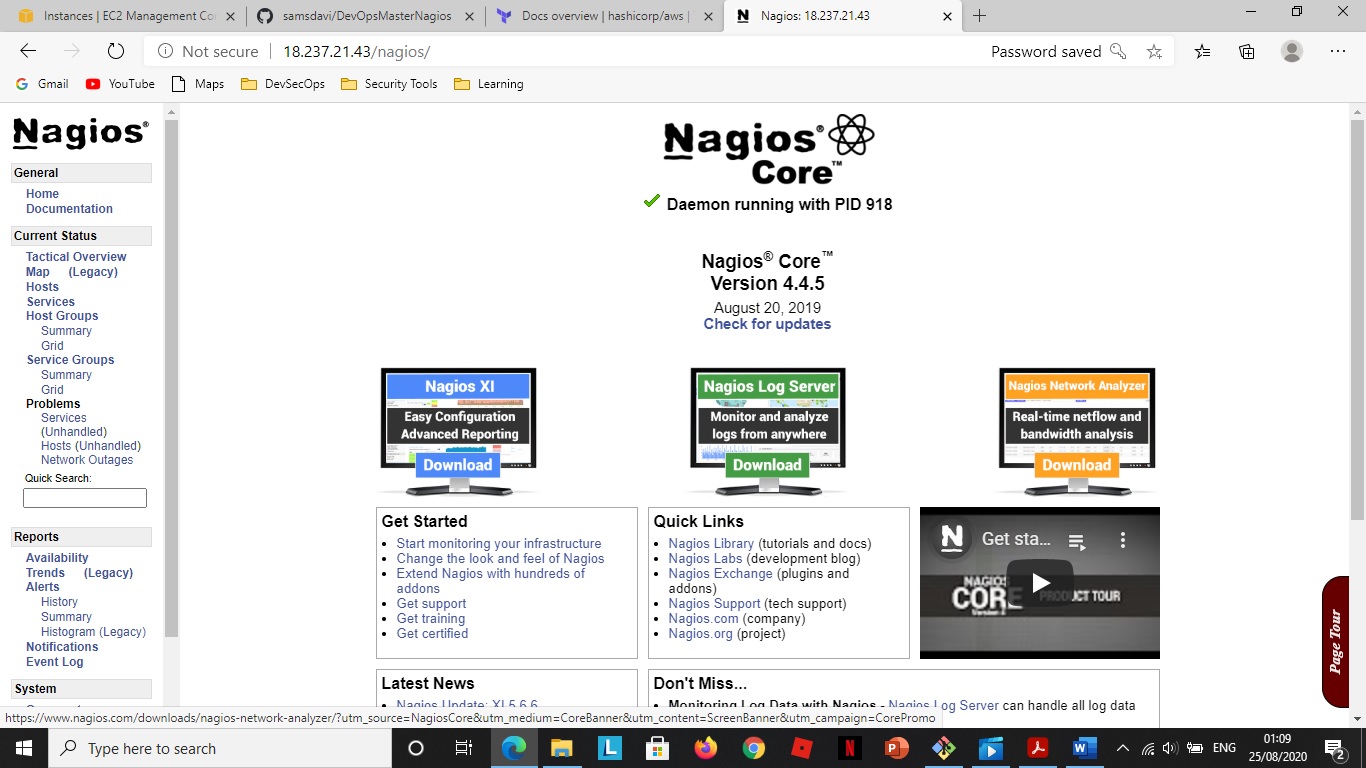 Instances | EC2 Management Co
samsdavi/DevOpsMasterNagios
Docs overview | hashicorp/aws |
Nagios: 18.237.21.43
Not secure
18.237.21.43/nagios/
Password saved
Gmail
YouTube
Maps
DevSecOps
Security Tools
Learning
Nagios®
General
Home
Documentation
Current Status
Tactical Overview
Map (Legacy)
Hosts
Services
Host Groups
Summary
Grid
Service Groups
Summary
Grid
Problems
Services
(Unhandled)
Hosts (Unhandled)
Network Outages
Quick Search:
Reports
Availability
Trends (Legacy)
Alerts
History
Summary
Histogram (Legacy)
Notifications
Event Log
System
Nagios®
Core™
Daemon running with PID 918
Nagios® Core™
Version 4.4.5
August 20, 2019
Check for updates
Nagios XI
Easy Configuration
Advanced Reporting
Download
Nagios Log Server
Monitor and analyze
logs from anywhere
Download
Nagios Network Analyzer
Real-time netflow and
bandwidth analysis
Download
Get Started
Start monitoring your infrastructure
Change the look and feel of Nagios
Extend Nagios with hundreds of
addons
Get support
Get training
Get certified
Quick Links
Nagios Library (tutorials and docs)
Nagios Labs (development blog)
Nagios Exchange (plugins and
addons)
Nagios Support (tech support)
Nagios.com (company)
Nagios.org (project)
N
Get sta...
NAGIOS
CORE PRODUCT TOUR
Page Tour
Latest News
Nagios Update: XI 5.6.6
Don't Miss...
Monitoring Log Data with Nagios - Nagios Log Server can handle all log data
https://www.nagios.com/downloads/nagios-network-analyzer/?utm_source=NagiosCore&utm_medium=CoreBanner&utm_content=ScreenBanner&utm_campaign=CorePromo
Type here to search
ENG
01:09
25/08/2020
2